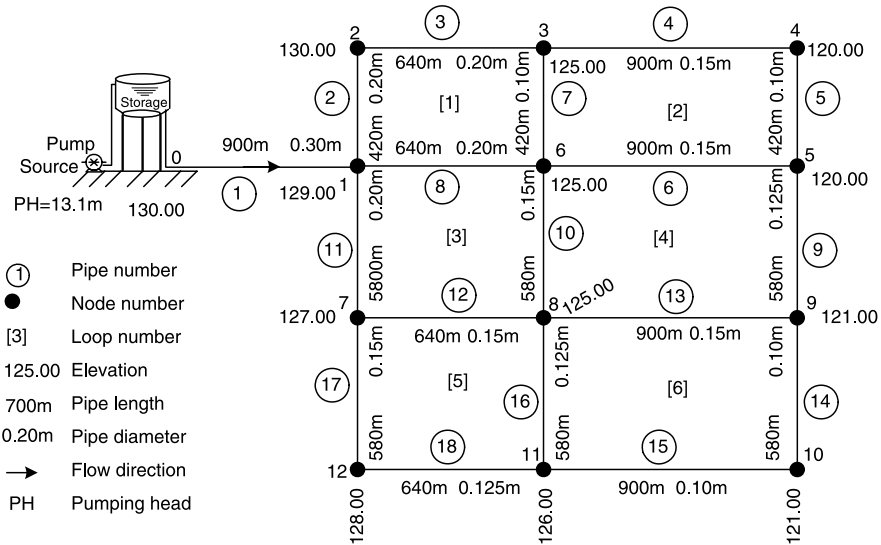 2 3 3 4 4
130.00 640m 0.20m 125.00 900m 0.15m 120.00
2 420m 0.20m [1] 420m 0.10m 7 [2] 420m 0.10m 5
Storage
Pump
Source
0 900m 0.30m 640m 0.20m 6 900m 0.15m 5
PH=13.1m 130.00 1 129.00 1 8 125.00 6 120.00
11 5800m 0.20m [3] 0.15m 10 580m [4] 580m 0.125m 9
7 12 8 125.00 13 9
127.00 640m 0.15m 900m 0.15m 121.00
17 580m 0.15m [5] 16 580m 0.125m [6] 580m 0.10m 14
12 18 11 15 10
640m 0.125m 900m 0.10m
128.00 126.00 121.00
1 Pipe number
Node number
[3] Loop number
125.00 Elevation
700m Pipe length
0.20m Pipe diameter
Flow direction
PH Pumping head